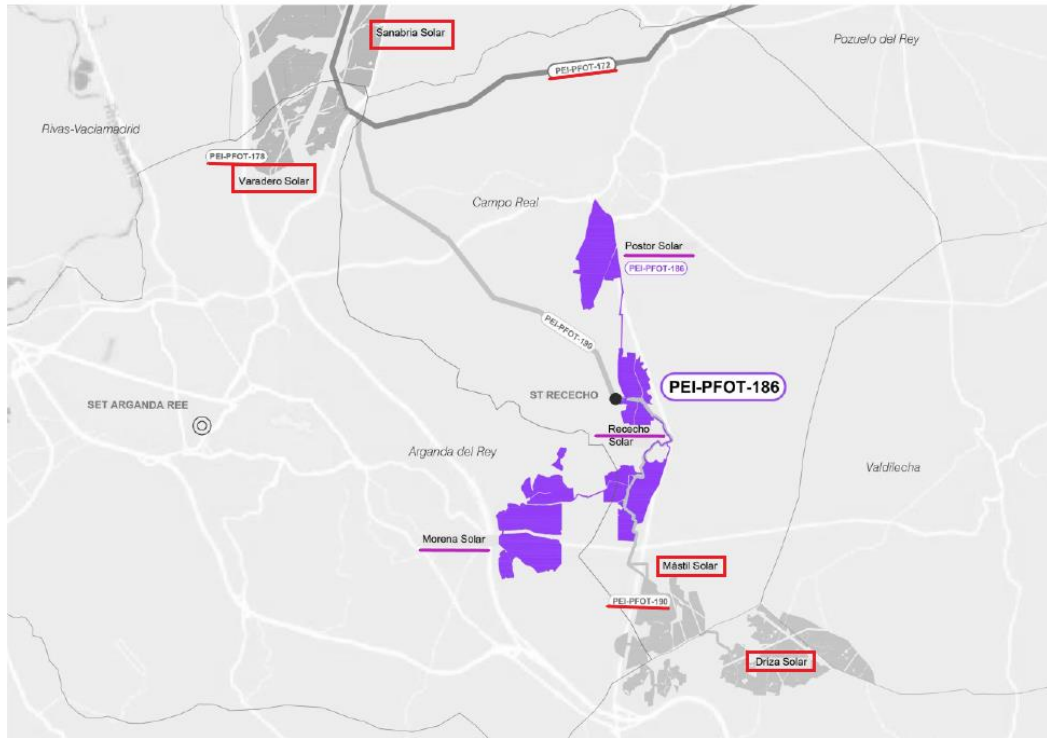 Sanabria Solar
Pozuelo del Rey
PEI-PFOT-172
Rivas-Vaciamadrid
PEI-PFOT-178
Varadero Solar
Campo Real
Postor Solar
PEI-PFOT-186
PEI-PFOT-190
PEI-PFOT-186
ST RECECHO
SET ARGANDA REE
Rececho
Solar
Arganda del Rey
Valdilecha
Morena Solar
Mástil Solar
PEI-PFOT-190
Driza Solar